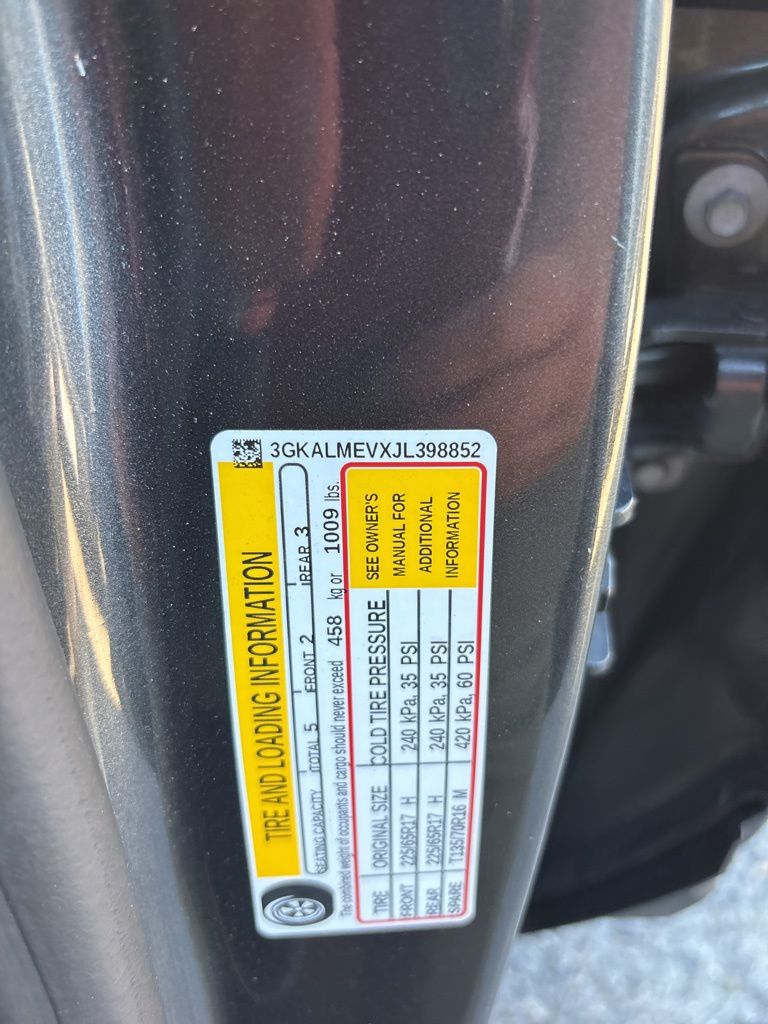 3GKALMEVXJL398852
TIRE AND LOADING INFORMATION
SEATING CAPACITY TOTAL 5 FRONT 2 REAR 3
The combined weight of occupants and cargo should never exceed 458 kg or 1009 lbs.
TIRE ORIGINAL SIZE COLD TIRE PRESSURE
FRONT 225/65R17 H 240 kPa, 35 PSI
REAR 225/65R17 H 240 kPa, 35 PSI
SPARE T135/70R16 M 420 kPa, 60 PSI
SEE OWNER'S
MANUAL FOR
ADDITIONAL
INFORMATION